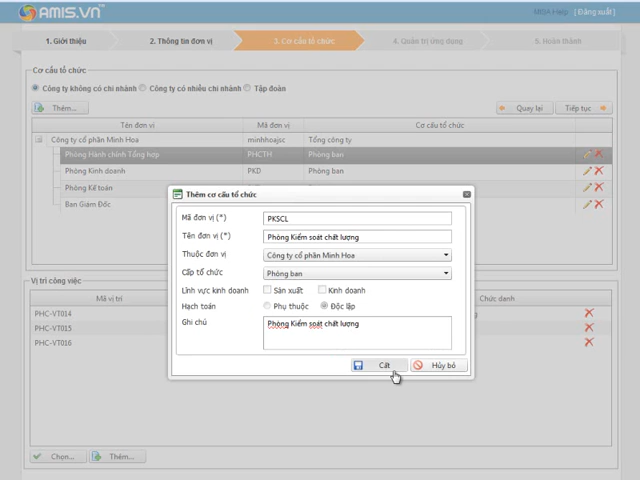 AMIS.VN
MISA Help [ Đăng xuất ]
1. Giới thiệu
2. Thông tin đơn vị
3. Cơ cấu tổ chức
4. Quản trị ứng dụng
5. Hoàn thành
Cơ cấu tổ chức
Công ty không có chi nhánh
Công ty có nhiều chi nhánh
Tập đoàn
Thêm...
Quay lại
Tiếp tục
Tên đơn vị
Mã đơn vị
Cơ cấu tổ chức
Công ty cổ phần Minh Hoa
minhhoajsc
Tổng công ty
Phòng Hành chính Tổng hợp
PHCTH
Phòng ban
Phòng Kinh doanh
PKD
Phòng ban
Phòng Kế toán
Ban Giám Đốc
Thêm cơ cấu tổ chức
Mã đơn vị (*)
PKSCL
Tên đơn vị (*)
Phòng Kiểm soát chất lượng
Thuộc đơn vị
Công ty cổ phần Minh Hoa
Cấp tổ chức
Phòng ban
Lĩnh vực kinh doanh
Sản xuất
Kinh doanh
Hạch toán
Phụ thuộc
Độc lập
Ghi chú
Phòng Kiểm soát chất lượng
Cất
Hủy bỏ
Vị trí công việc
Mã vị trí
Chức danh
PHC-VT014
PHC-VT015
PHC-VT016
Chọn...
Thêm...